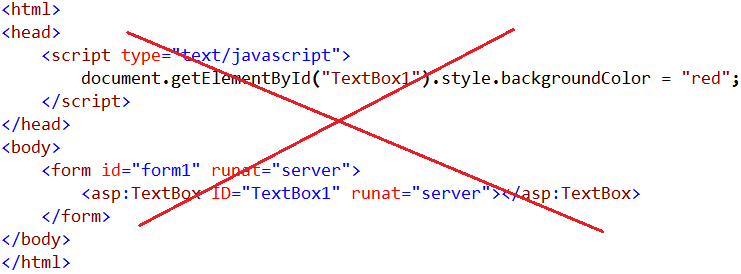 <html>
<head>
<script type="text/javascript">
document.getElementById("TextBox1").style.backgroundColor = "red";
</script>
</head>
<body>
<form id="form1" runat="server">
<asp:TextBox ID="TextBox1" runat="server"></asp:TextBox>
</form>
</body>
</html>